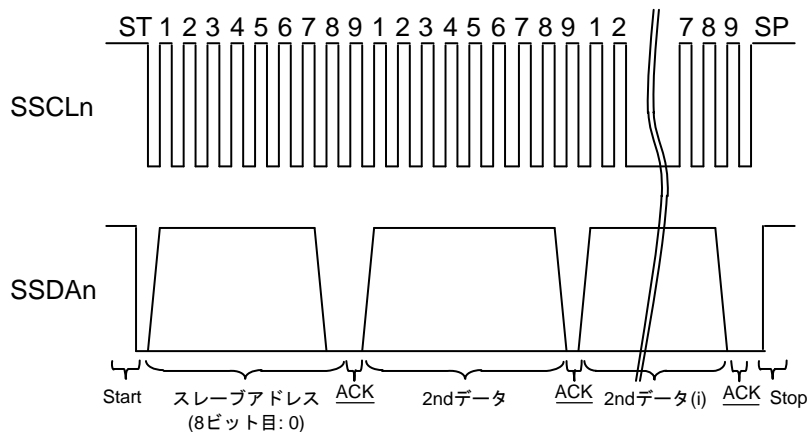 ST 1 2 3 4 5 6 7 8 9 1 2 3 4 5 6 7 8 9 1 2 7 8 9 SP
SSCLn
SSDAn
Start スレーブアドレス ACK 2ndデータ ACK 2ndデータ(i) ACK Stop
(8ビット目: 0)